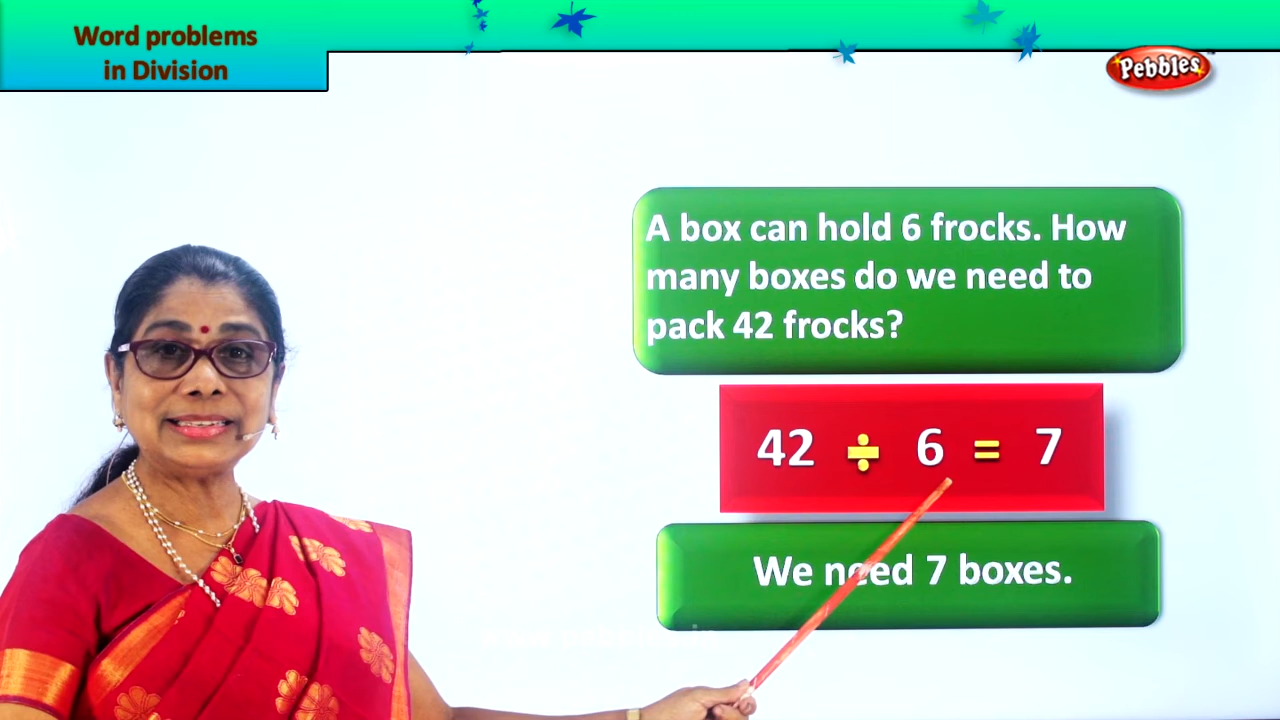 Word problems
in Division
Pebbles
A box can hold 6 frocks. How
many boxes do we need to
pack 42 frocks?
42 ÷ 6 = 7
We need 7 boxes.